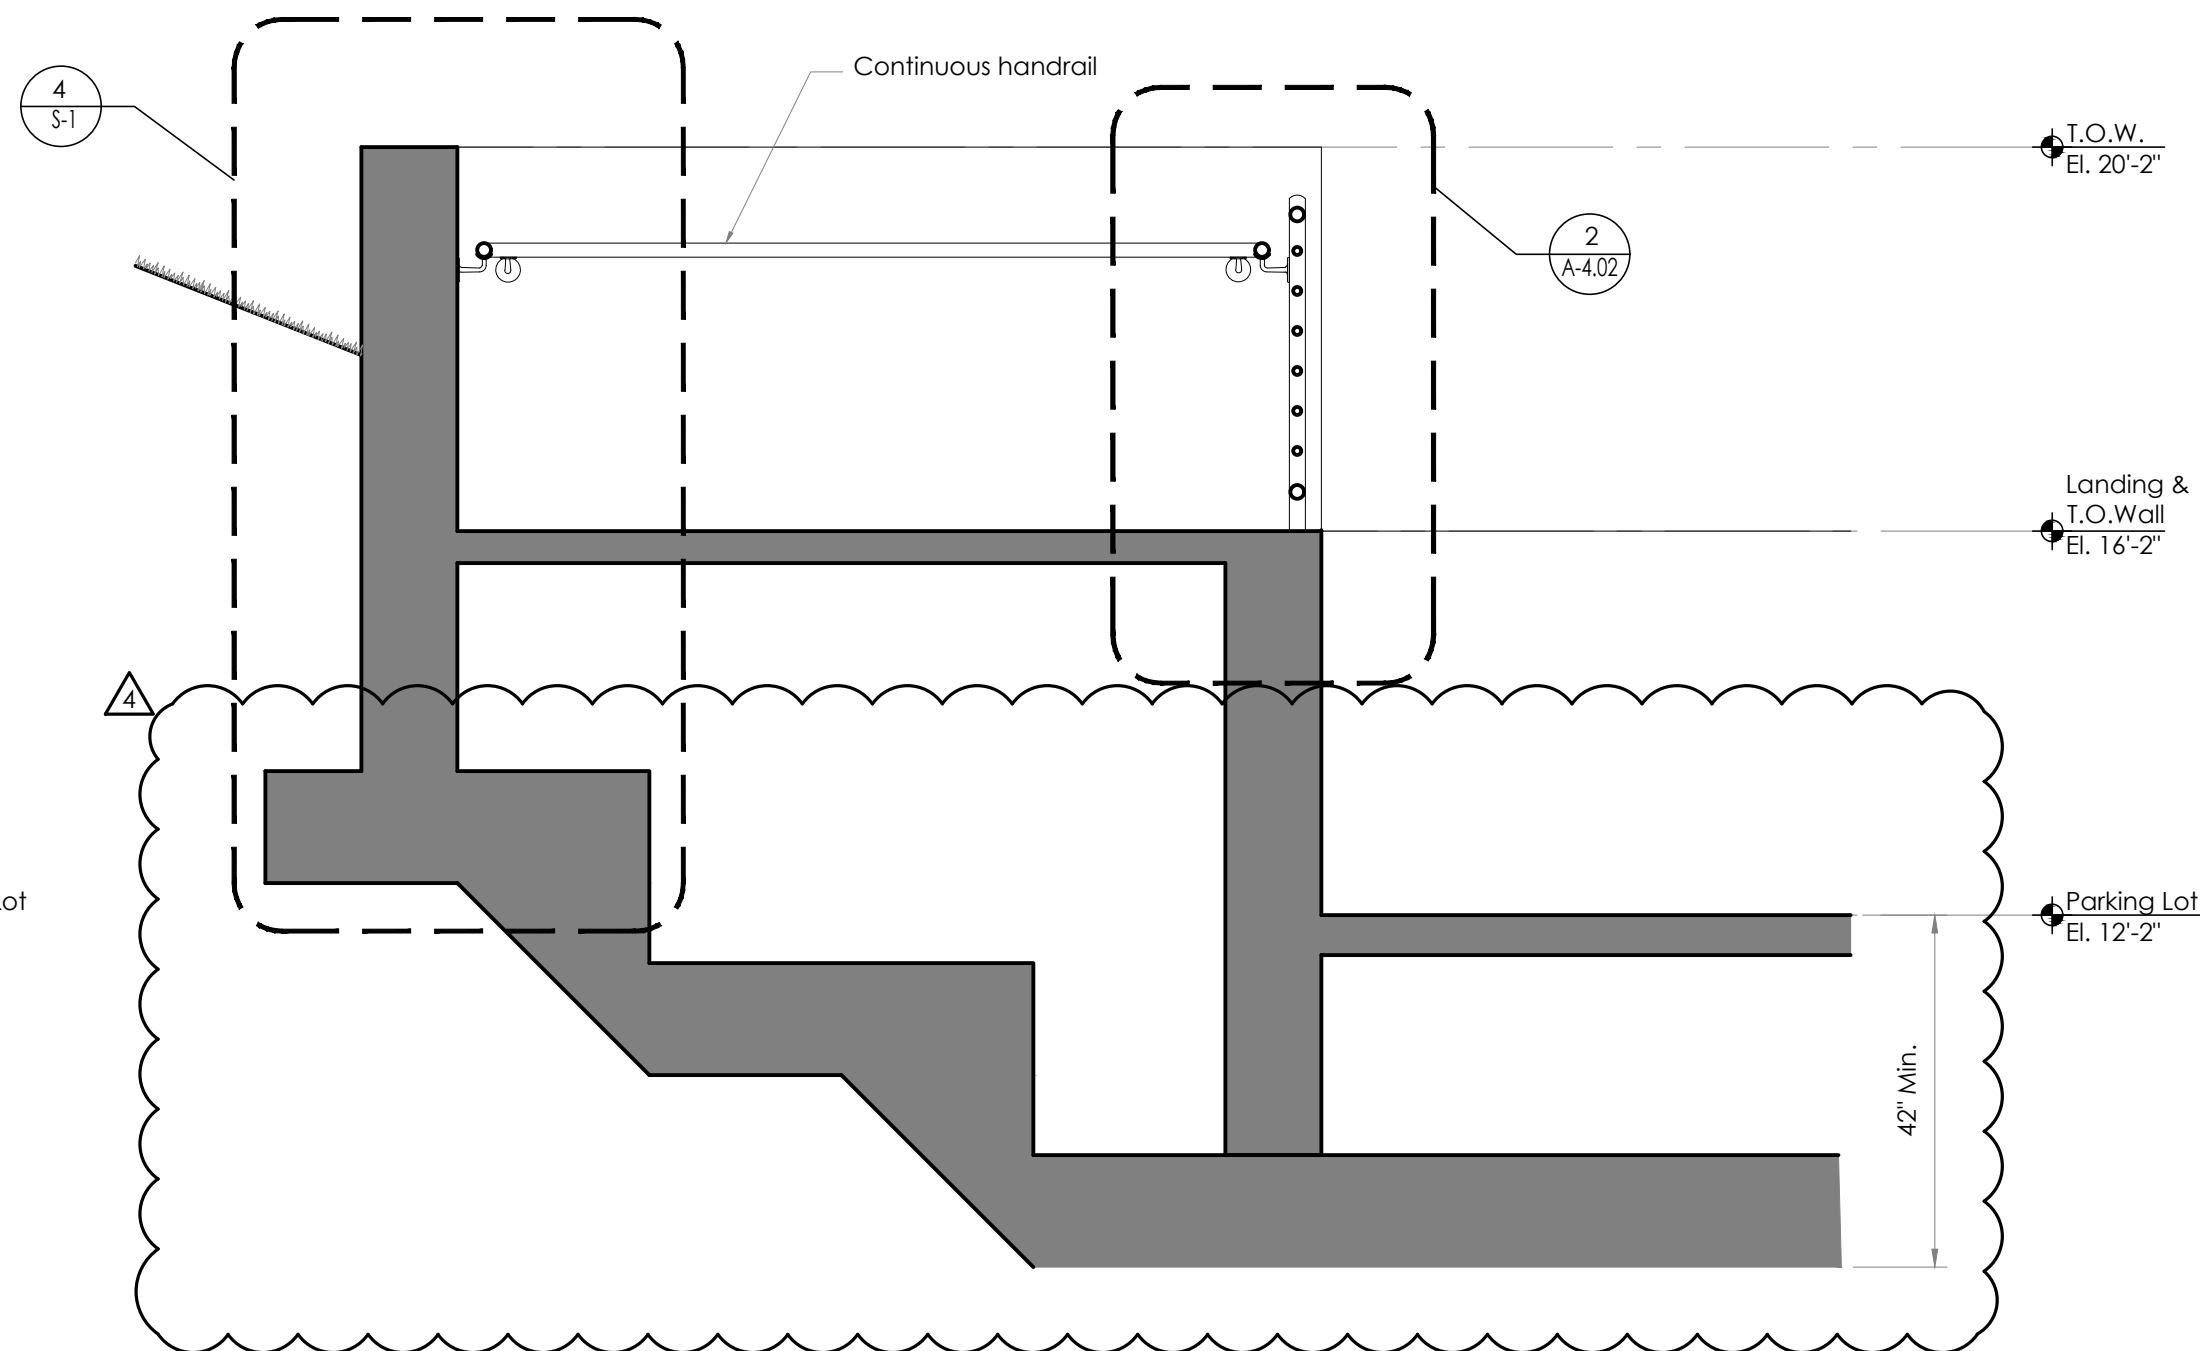 4
S-1
Continuous handrail
T.O.W.
El. 20'-2"
2
A-4.02
Landing &
T.O.Wall
El. 16'-2"
4
Lot
Parking Lot
El. 12'-2"
42" Min.